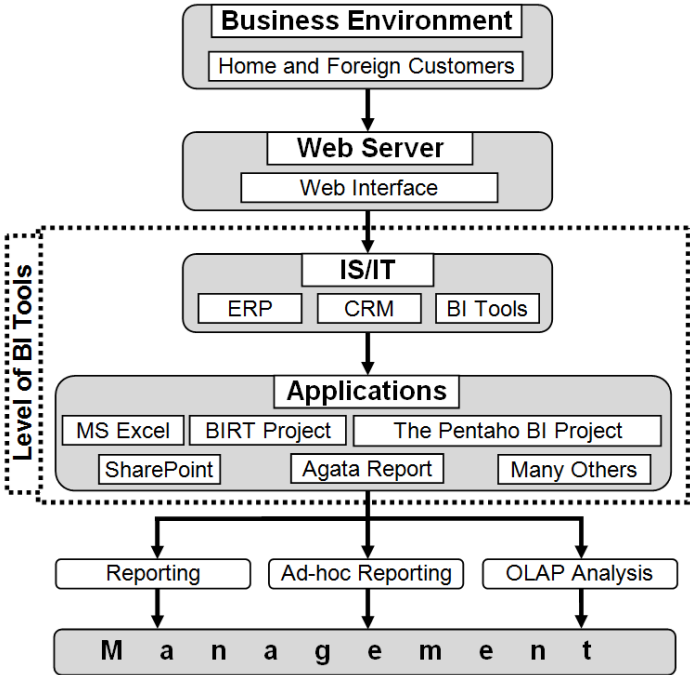 Business Environment
Home and Foreign Customers
Web Server
Web Interface
Level of BI Tools
IS/IT
ERP CRM BI Tools
Applications
MS Excel BIRT Project The Pentaho BI Project
SharePoint Agata Report Many Others
Reporting Ad-hoc Reporting OLAP Analysis
Management